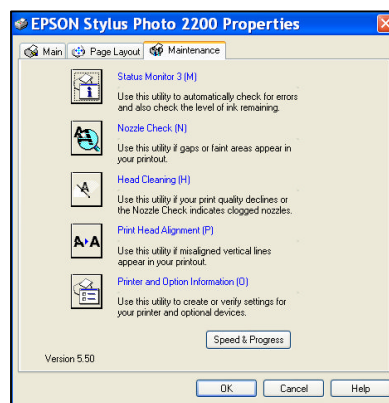 EPSON Stylus Photo 2200 Properties
Main Page Layout Maintenance
Status Monitor 3 (M)
Use this utility to automatically check for errors
and also check the level of ink remaining.
Nozzle Check (N)
Use this utility if gaps or faint areas appear in
your printout.
Head Cleaning (H)
Use this utility if your print quality declines or
the Nozzle Check indicates clogged nozzles.
Print Head Alignment (P)
Use this utility if misaligned vertical lines
appear in your printout.
Printer and Option Information (O)
Use this utility to create or verify settings for
your printer and optional devices.
Speed & Progress
Version 5.50
OK Cancel Help